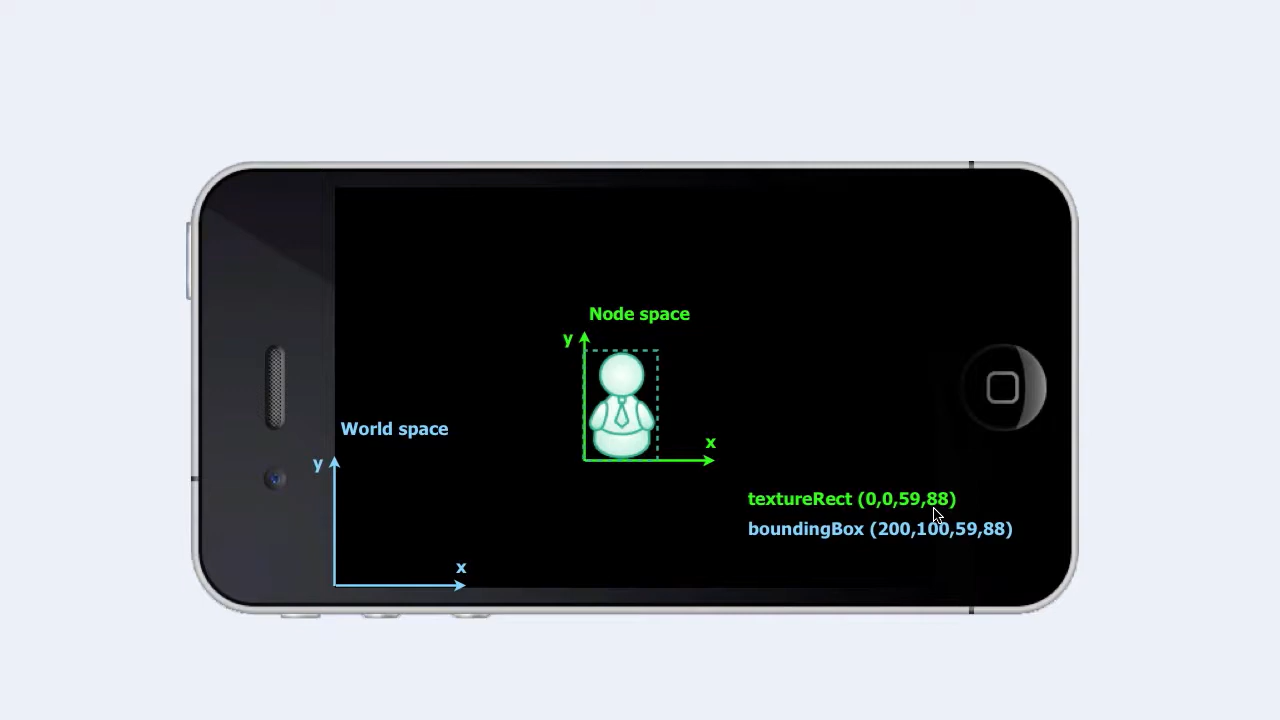 Node space
y
x
World space
y
x
textureRect (0,0,59,88)
boundingBox (200,100,59,88)